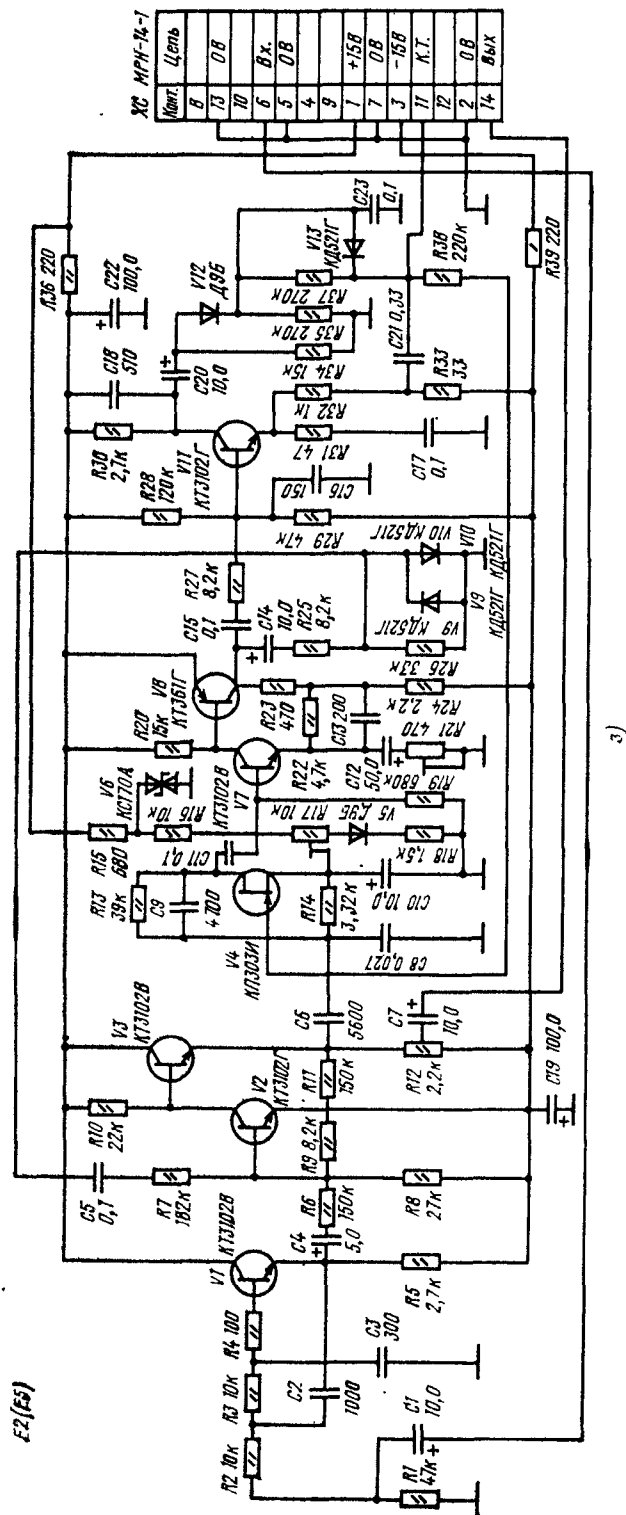 E2(E5)
ХС МРН-14-1
Конт. Цепь
8
13 0В
10
6 Вх.
5 0В
4
9
1 +15В
7 0В
3 -15В
11 К.Т.
12
2 0В
14 Вых
R2 10к
R3 10к
R4 100
V1
КТ3102В
C5
0,1
R7
182к
R10
22к
V3
КТ3102В
V2
КТ3102Г
C2
1000
C3
300
C4
5,0
R6
150к
R9 8,2к
R11
150к
C6
5600
R1
47к
C1
10,0
R5
2,7к
R8
27к
R12
2,2к
C7
10,0
C19 100,0
R13
39к
C9
4700
V4
КП303И
R14
3,32к
C8 0,027
C10 10,0
C11 0,1
R15
680
V6
КС170А
R16 10к
R17 10к
V5 Д9Б
R18 1,5к
R19 680к
R20
15к
V8
КТ361Г
V7
КТ3102В
R22
4,7к
R23
470
C13 200
C12
50,0
R21 470
R24 2,2к
C15
0,1
R27
8,2к
C14
10,0
R25
8,2к
R26 33к
V9 КД521Г
V9
КД521Г
V10 КД521Г
V10
КД521Г
R30
2,7к
R28
120к
V11
КТ3102Г
R29 47к
C16
150
C18
510
C20
10,0
R31 47
C17
0,1
R32 1к
R34 15к
R35 270к
R37 270к
V12
Д9Б
V13
КД521Г
C23
0,1
C21 0,33
R33
33
R38
220к
R36 220
C22
100,0
R39 220
з)